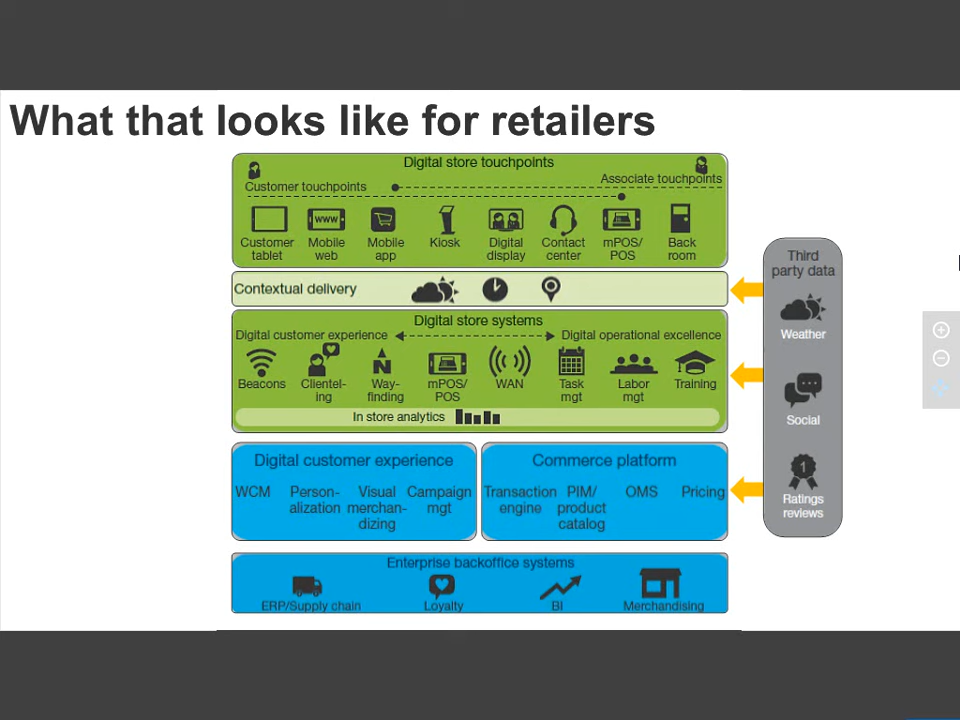 What that looks like for retailers
Digital store touchpoints
Customer touchpoints
Associate touchpoints
WWW
Customer tablet
Mobile web
Mobile app
Kiosk
Digital display
Contact center
mPOS/ POS
Back room
Contextual delivery
Digital store systems
Digital customer experience
Digital operational excellence
N
Beacons
Clientel- ing
Way- finding
mPOS/ POS
WAN
Task mgt
Labor mgt
Training
In store analytics
Digital customer experience
WCM
Person- alization
Visual merchan- dizing
Campaign mgt
Commerce platform
Transaction engine
PIM/ product catalog
OMS
Pricing
Enterprise backoffice systems
ERP/Supply chain
Loyalty
BI
Merchandising
Third
party data
Weather
Social
1
Ratings
reviews